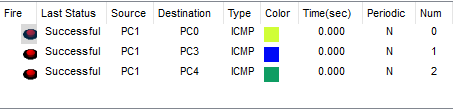 Fire Last Status Source Destination Type Color Time(sec) Periodic Num
Successful PC1 PC0 ICMP 0.000 N 0
Successful PC1 PC3 ICMP 0.000 N 1
Successful PC1 PC4 ICMP 0.000 N 2